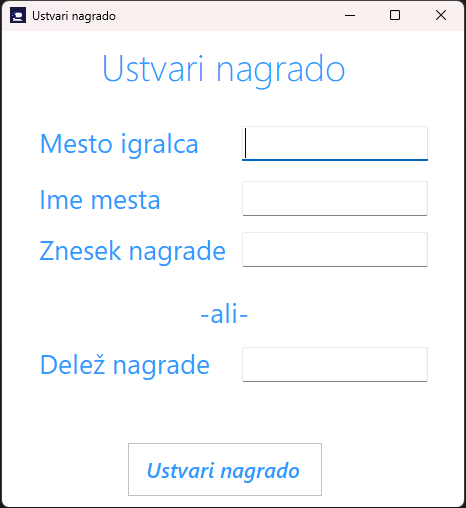 Ustvari nagrado
Ustvari nagrado
Mesto igralca
Ime mesta
Znesek nagrade
-ali-
Delež nagrade
Ustvari nagrado